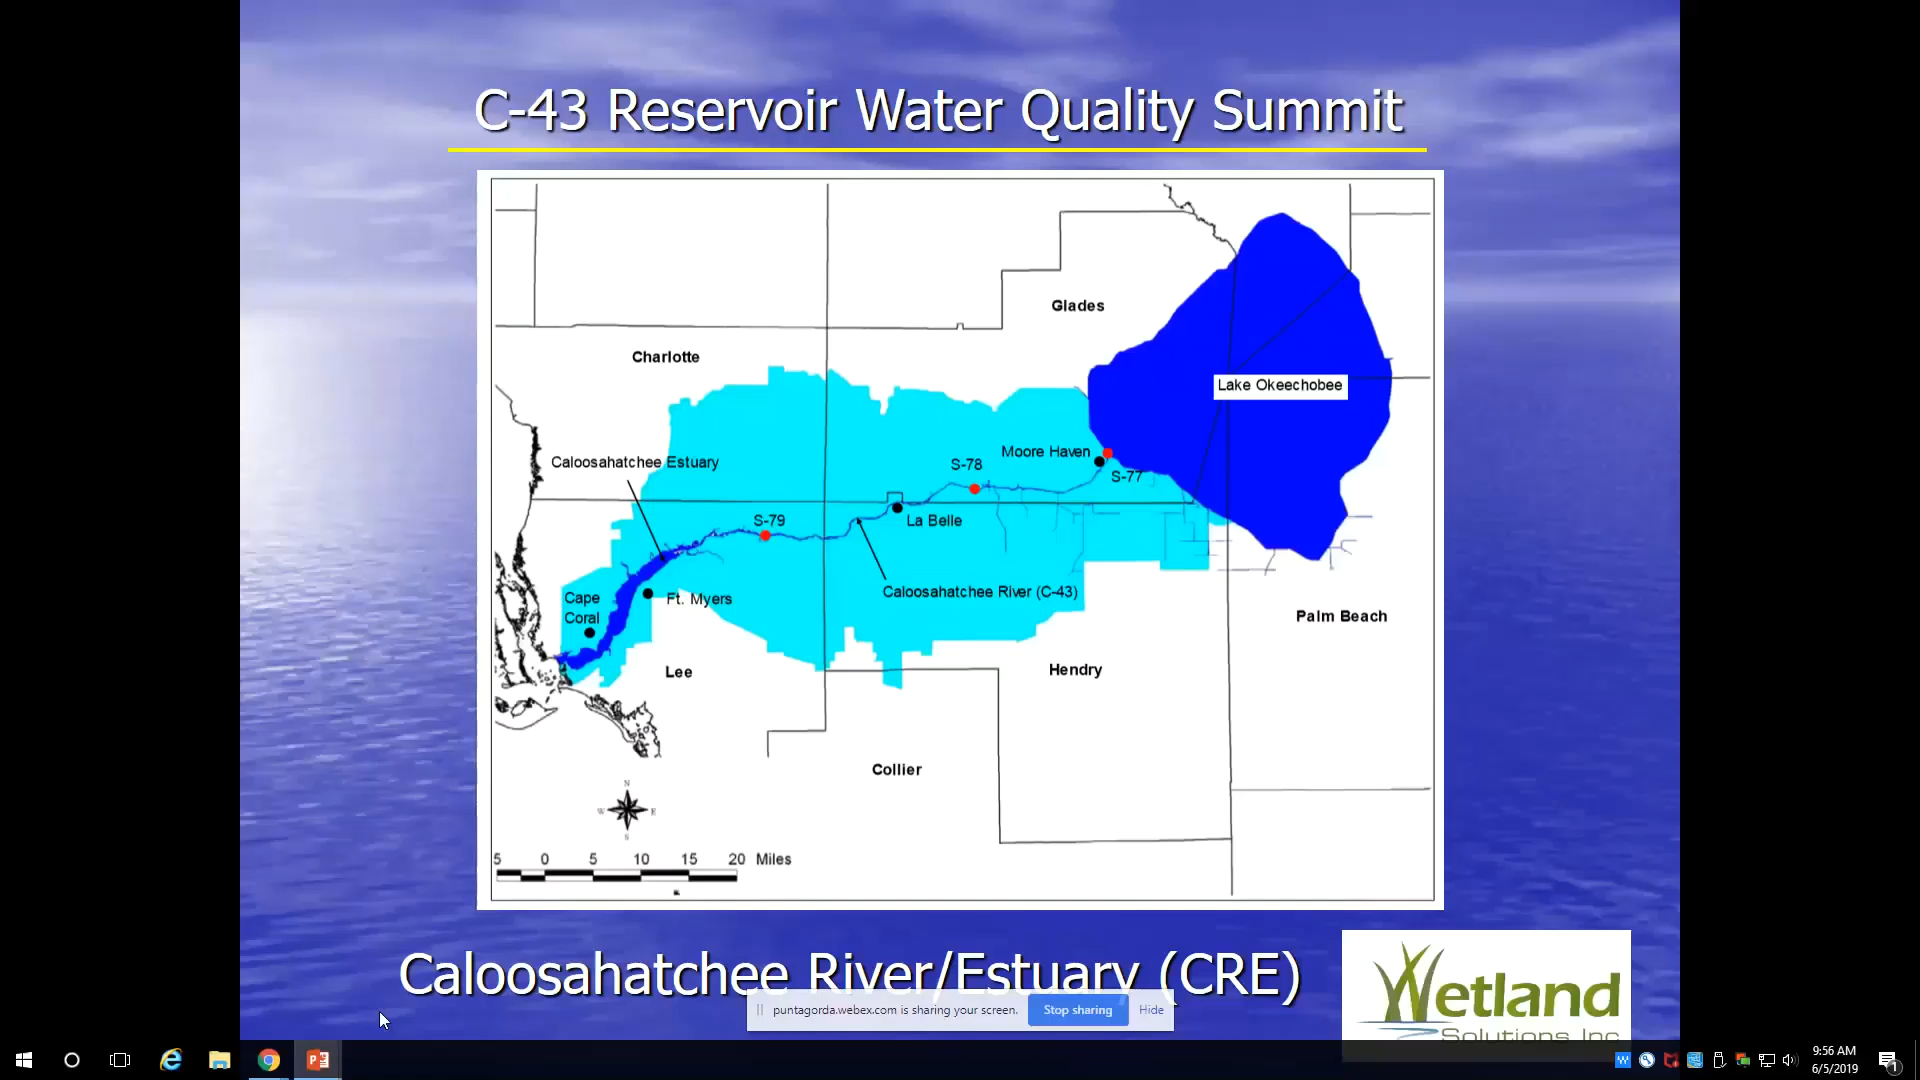 C-43 Reservoir Water Quality Summit
Glades
Charlotte
Lake Okeechobee
Moore Haven
Caloosahatchee Estuary
S-78
S-77
S-79
La Belle
Caloosahatchee River (C-43)
Cape
Coral
Ft. Myers
Palm Beach
Lee
Hendry
Collier
N
W E
S
5 0 5 10 15 20 Miles
Caloosahatchee River/Estuary (CRE)
Wetland
Solutions Inc
puntagorda.webex.com is sharing your screen. Stop sharing Hide
9:56 AM
6/5/2019
1